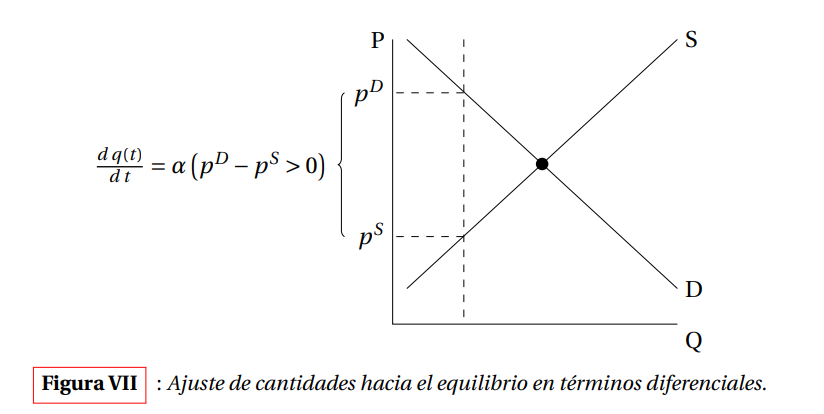 P
S
p^D
dq(t)/dt = α (p^D − p^S > 0)
p^S
D
Q
Figura VII : Ajuste de cantidades hacia el equilibrio en términos diferenciales.